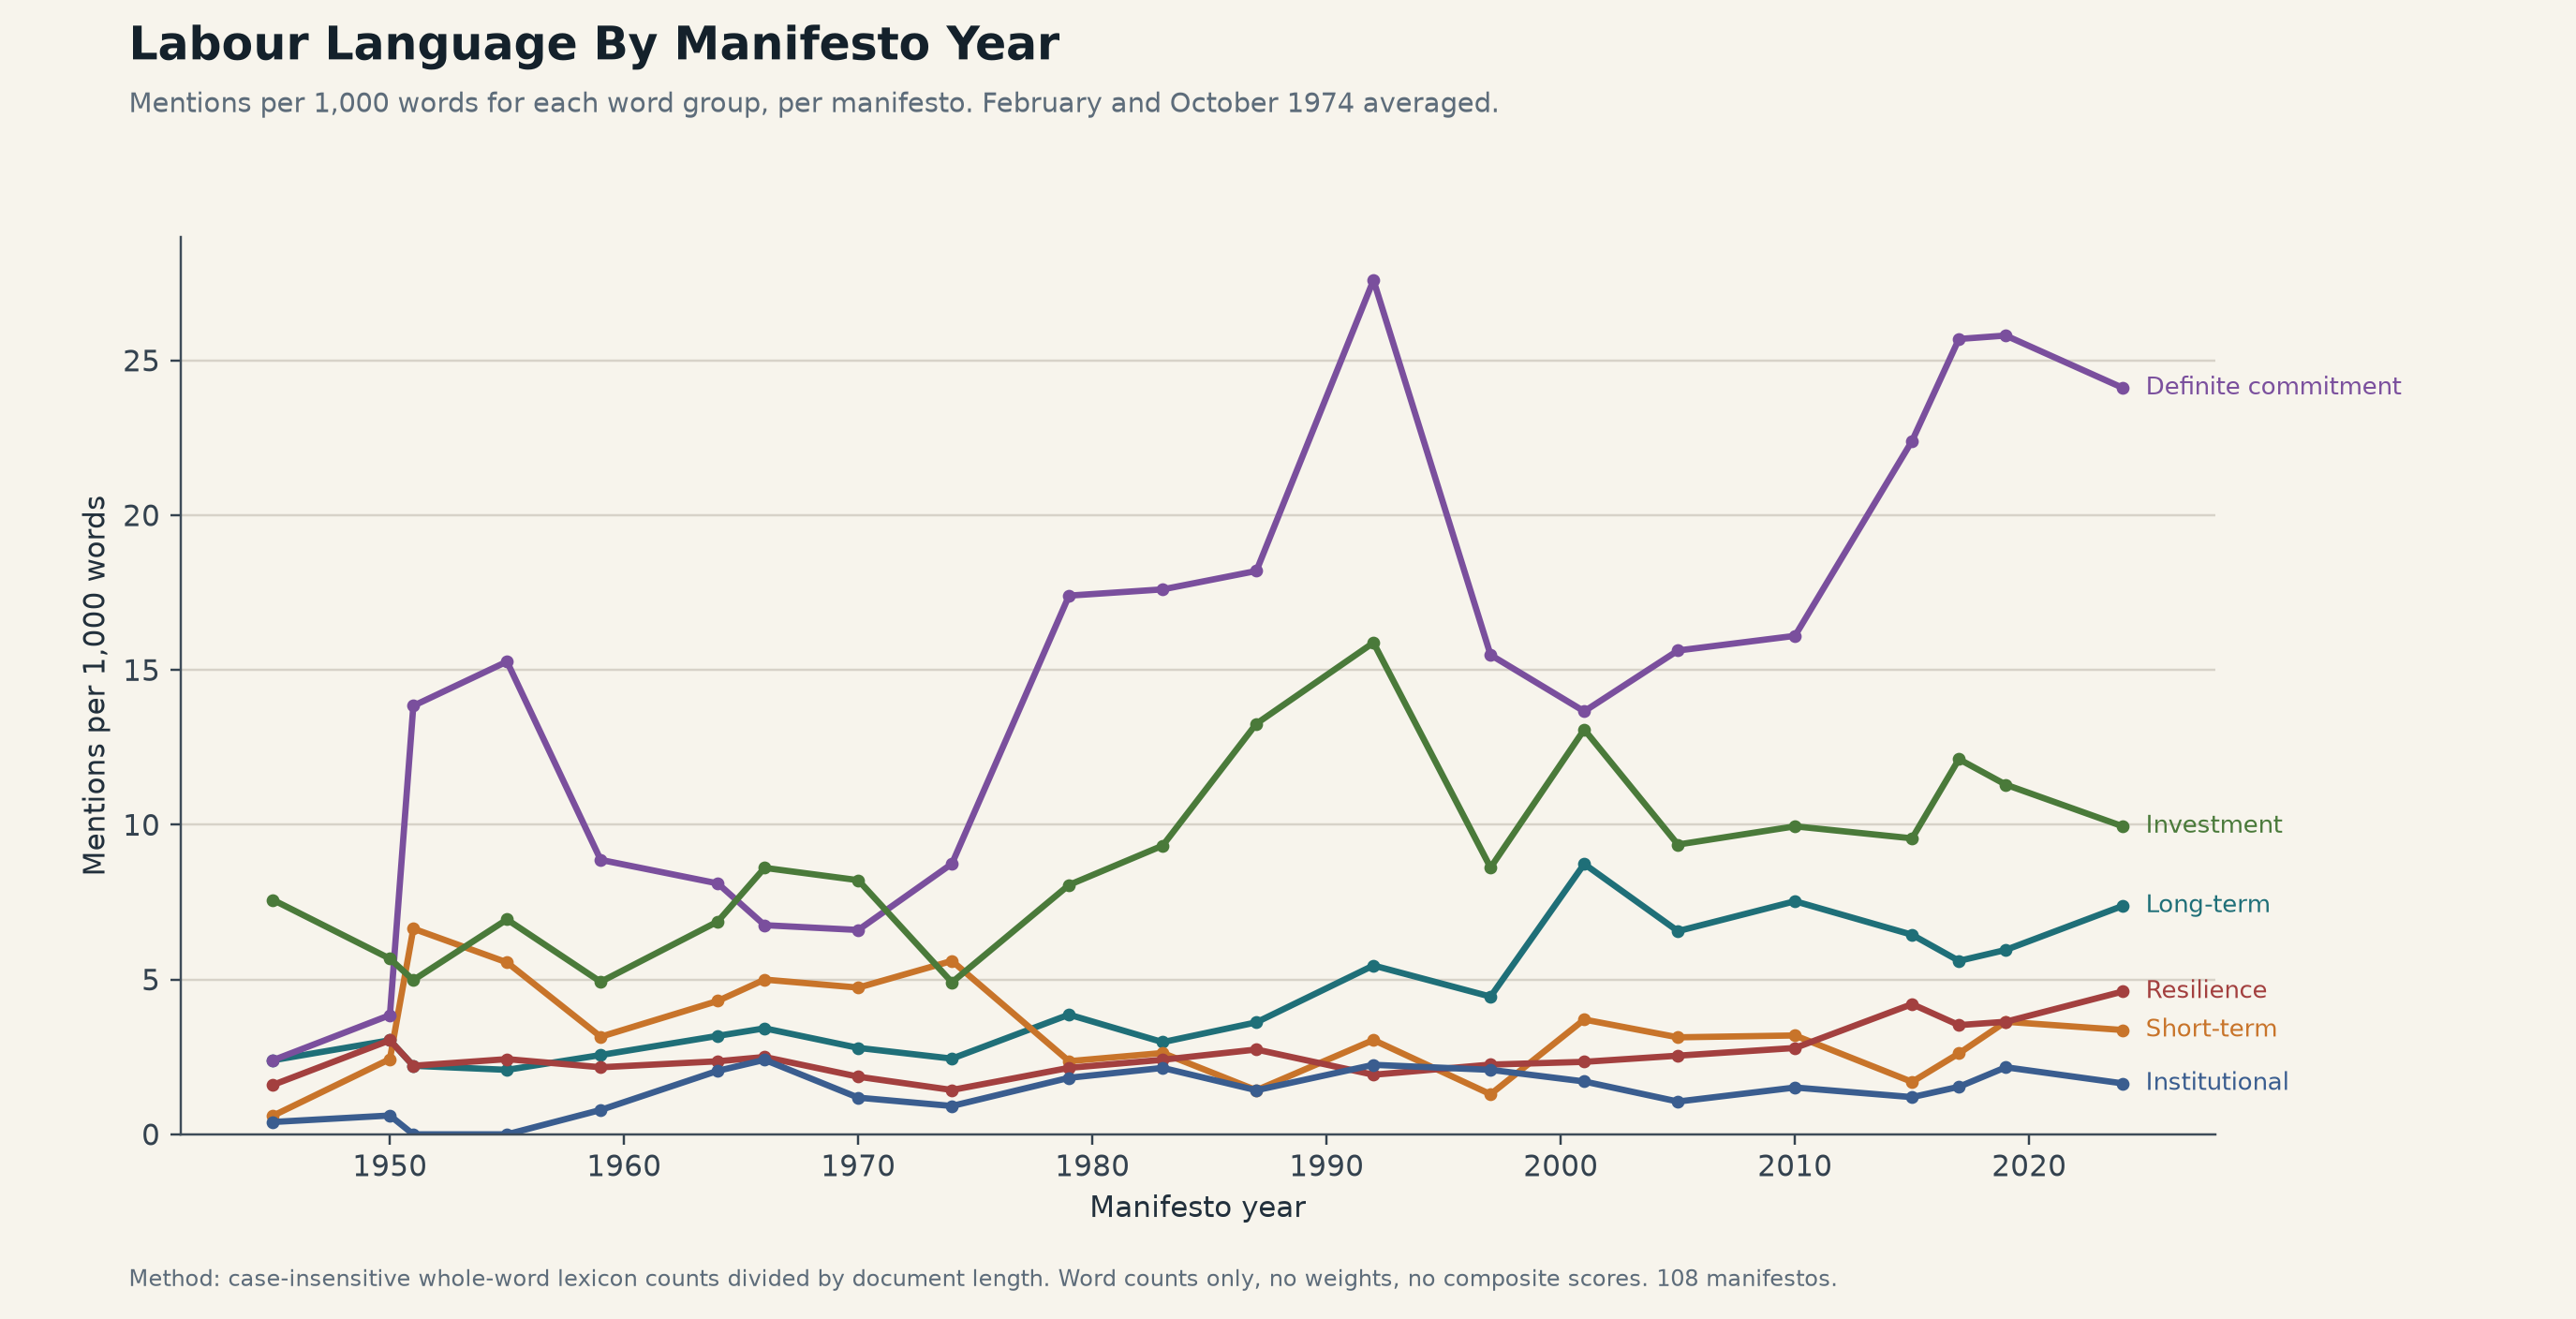 Labour Language By Manifesto Year
Mentions per 1,000 words for each word group, per manifesto. February and October 1974 averaged.
Mentions per 1,000 words
25
20
15
10
5
0
Definite commitment
Investment
Long-term
Resilience
Short-term
Institutional
1950 1960 1970 1980 1990 2000 2010 2020
Manifesto year
Method: case-insensitive whole-word lexicon counts divided by document length. Word counts only, no weights, no composite scores. 108 manifestos.